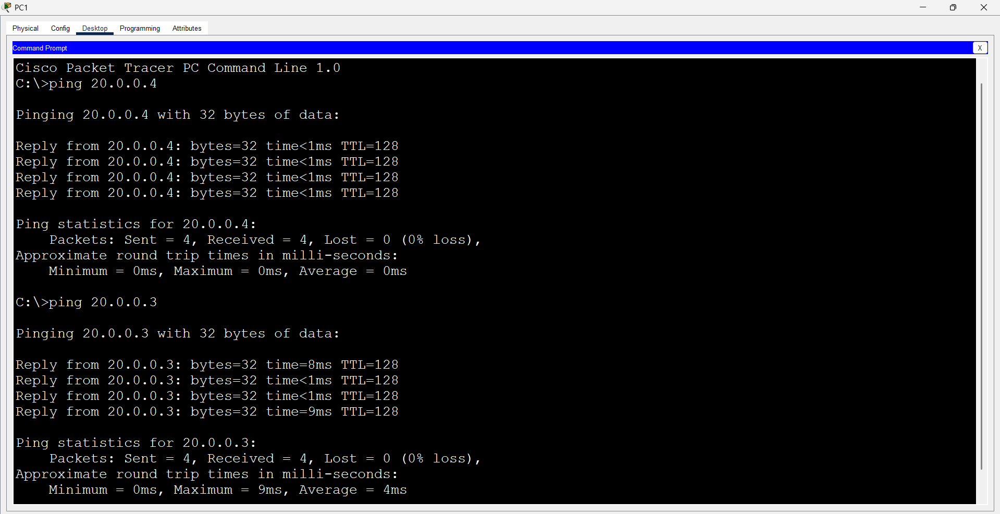 PC1
Physical Config Desktop Programming Attributes
Command Prompt X
Cisco Packet Tracer PC Command Line 1.0
C:\>ping 20.0.0.4
Pinging 20.0.0.4 with 32 bytes of data:
Reply from 20.0.0.4: bytes=32 time<1ms TTL=128
Reply from 20.0.0.4: bytes=32 time<1ms TTL=128
Reply from 20.0.0.4: bytes=32 time<1ms TTL=128
Reply from 20.0.0.4: bytes=32 time<1ms TTL=128
Ping statistics for 20.0.0.4:
    Packets: Sent = 4, Received = 4, Lost = 0 (0% loss),
Approximate round trip times in milli-seconds:
    Minimum = 0ms, Maximum = 0ms, Average = 0ms
C:\>ping 20.0.0.3
Pinging 20.0.0.3 with 32 bytes of data:
Reply from 20.0.0.3: bytes=32 time=8ms TTL=128
Reply from 20.0.0.3: bytes=32 time<1ms TTL=128
Reply from 20.0.0.3: bytes=32 time<1ms TTL=128
Reply from 20.0.0.3: bytes=32 time=9ms TTL=128
Ping statistics for 20.0.0.3:
    Packets: Sent = 4, Received = 4, Lost = 0 (0% loss),
Approximate round trip times in milli-seconds:
    Minimum = 0ms, Maximum = 9ms, Average = 4ms